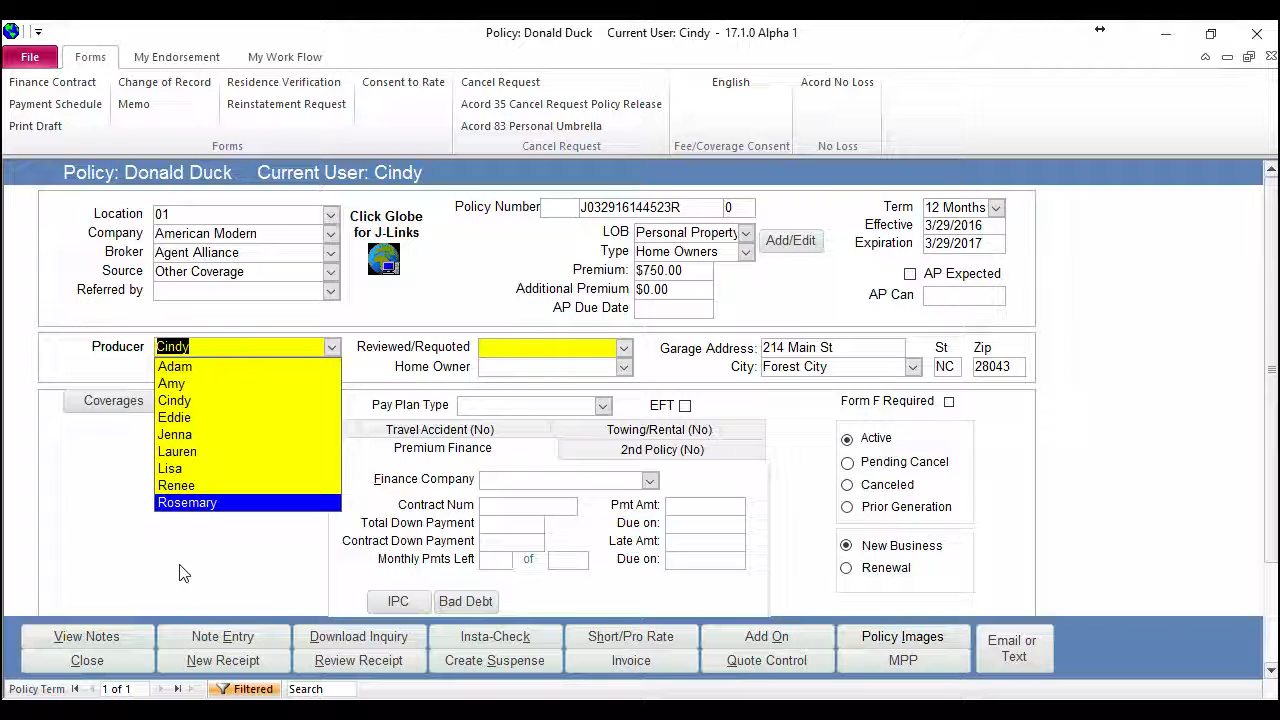 Policy: Donald Duck Current User: Cindy - 17.1.0 Alpha 1
File Forms My Endorsement My Work Flow
Finance Contract Change of Record Residence Verification Consent to Rate Cancel Request English Acord No Loss
Payment Schedule Memo Reinstatement Request Acord 35 Cancel Request Policy Release
Print Draft Acord 83 Personal Umbrella
Forms Cancel Request Fee/Coverage Consent No Loss
Policy: Donald Duck Current User: Cindy
Location 01
Company American Modern
Broker Agent Alliance
Source Other Coverage
Referred by
Click Globe
for J-Links
Policy Number J032916144523R 0
LOB Personal Property
Type Home Owners
Add/Edit
Premium: $750.00
Additional Premium $0.00
AP Due Date
Term 12 Months
Effective 3/29/2016
Expiration 3/29/2017
AP Expected
AP Can
Producer Cindy
Adam
Amy
Cindy
Eddie
Jenna
Lauren
Lisa
Renee
Rosemary
Reviewed/Requoted
Home Owner
Garage Address: 214 Main St St Zip
City: Forest City NC 28043
Coverages
Pay Plan Type EFT
Travel Accident (No) Towing/Rental (No)
Premium Finance 2nd Policy (No)
Finance Company
Contract Num Pmt Amt:
Total Down Payment Due on:
Contract Down Payment Late Amt:
Monthly Pmts Left of Due on:
IPC Bad Debt
Form F Required
Active
Pending Cancel
Canceled
Prior Generation
New Business
Renewal
View Notes Note Entry Download Inquiry Insta-Check Short/Pro Rate Add On Policy Images Email or
Close New Receipt Review Receipt Create Suspense Invoice Quote Control MPP Text
Policy Term 1 of 1 Filtered Search